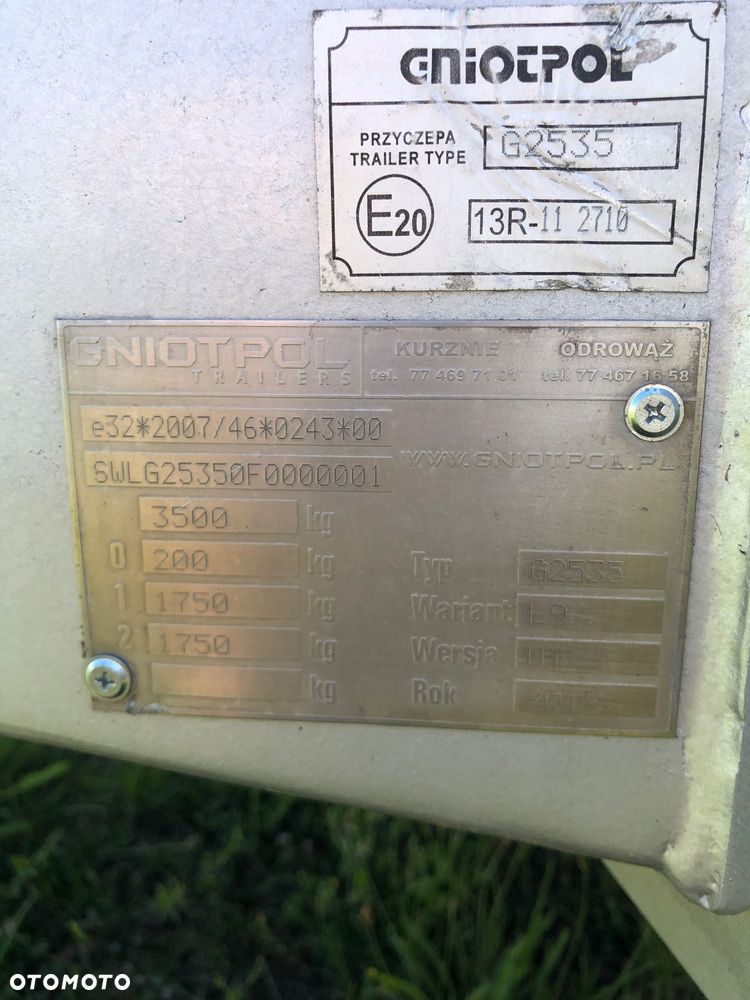 GNIOTPOL
PRZYCZEPA
TRAILER TYPE G2535
E20 13R-11 2710
GNIOTPOL
TRAILERS
KURZNIE ODROWĄŻ
tel. 77 469 71 01 tel. 77 467 16 58
e32*2007/46*0243*00
WWW.GNIOTPOL.PL
SWLG25350F0000001
3500 kg
0 200 kg Typ G2535
1 1750 kg Wariant L9
2 1750 kg Wersja
kg Rok 2015
OTOMOTO